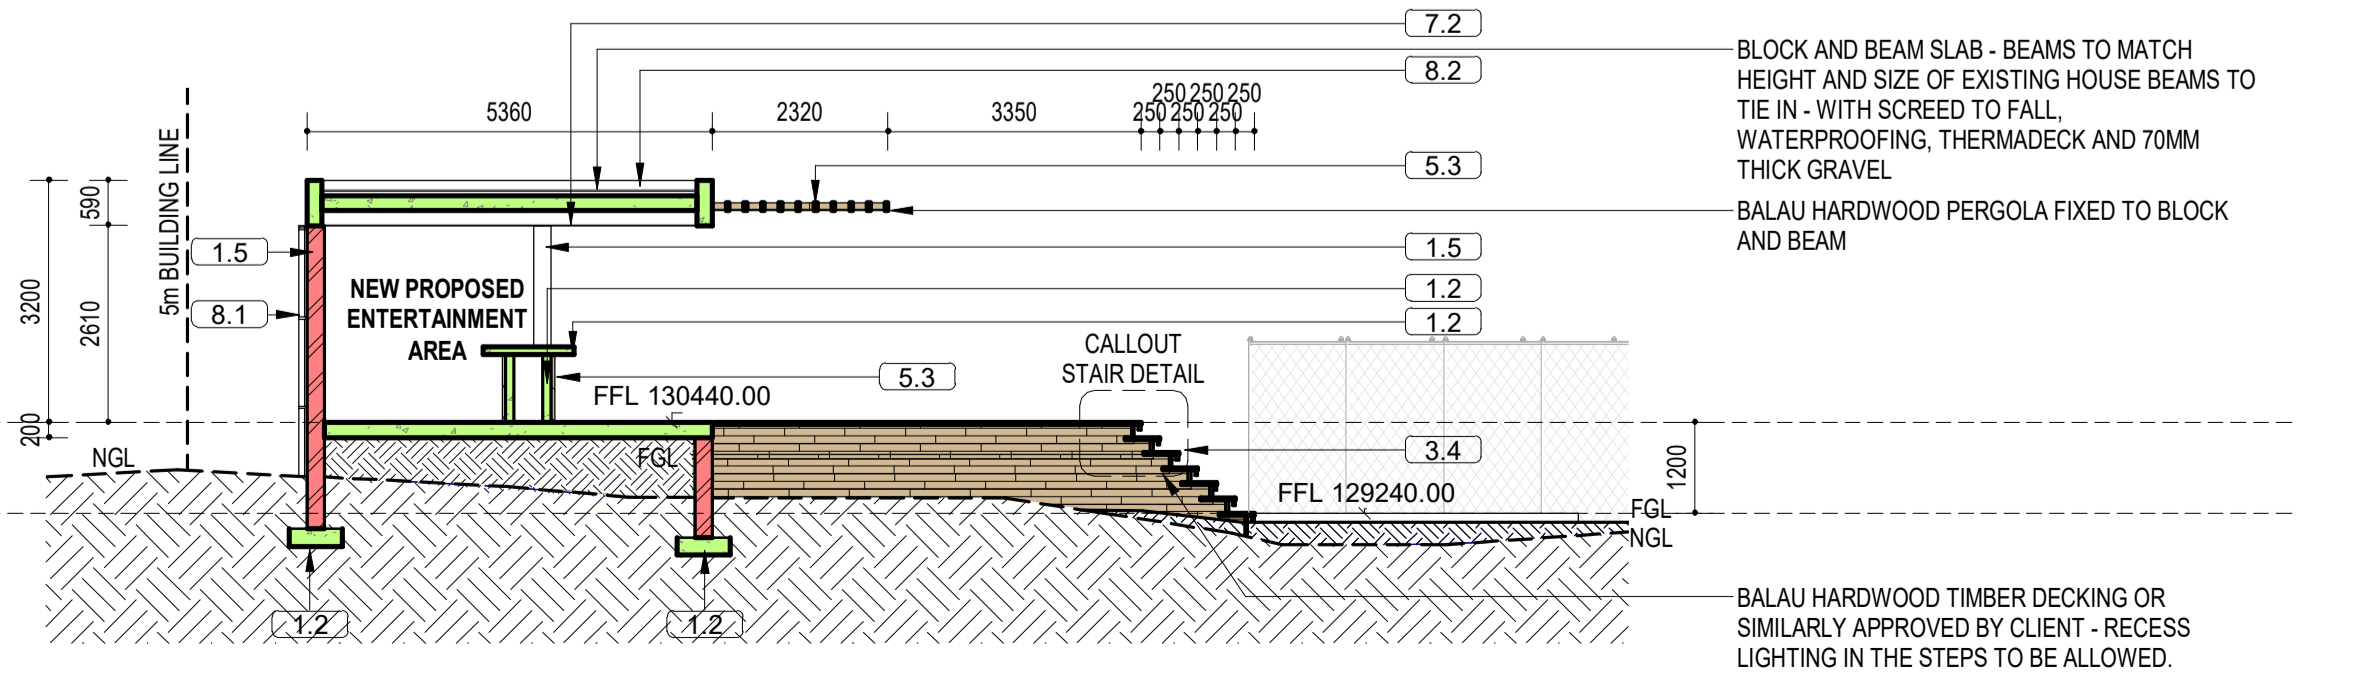 7.2
BLOCK AND BEAM SLAB - BEAMS TO MATCH
HEIGHT AND SIZE OF EXISTING HOUSE BEAMS TO
TIE IN - WITH SCREED TO FALL,
WATERPROOFING, THERMADECK AND 70MM
THICK GRAVEL
8.2
5360
2320
3350
250
250
250
250
250
250
5.3
BALAU HARDWOOD PERGOLA FIXED TO BLOCK
AND BEAM
5m BUILDING LINE
590
3200
2610
200
1.5
8.1
1.5
1.2
1.2
NEW PROPOSED
ENTERTAINMENT
AREA
CALLOUT
STAIR DETAIL
5.3
FFL 130440.00
NGL
FGL
3.4
1200
FFL 129240.00
FGL
NGL
1.2
1.2
BALAU HARDWOOD TIMBER DECKING OR
SIMILARLY APPROVED BY CLIENT - RECESS
LIGHTING IN THE STEPS TO BE ALLOWED.